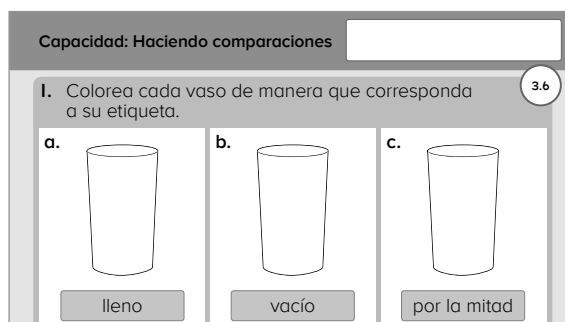 Capacidad: Haciendo comparaciones
3.6
I. Colorea cada vaso de manera que corresponda
a su etiqueta.
a.
b.
c.
lleno
vacío
por la mitad